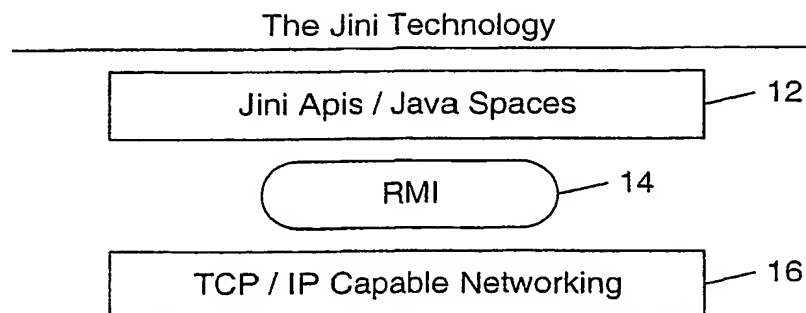 The Jini Technology
Jini Apis / Java Spaces
12
RMI
14
TCP / IP Capable Networking
16